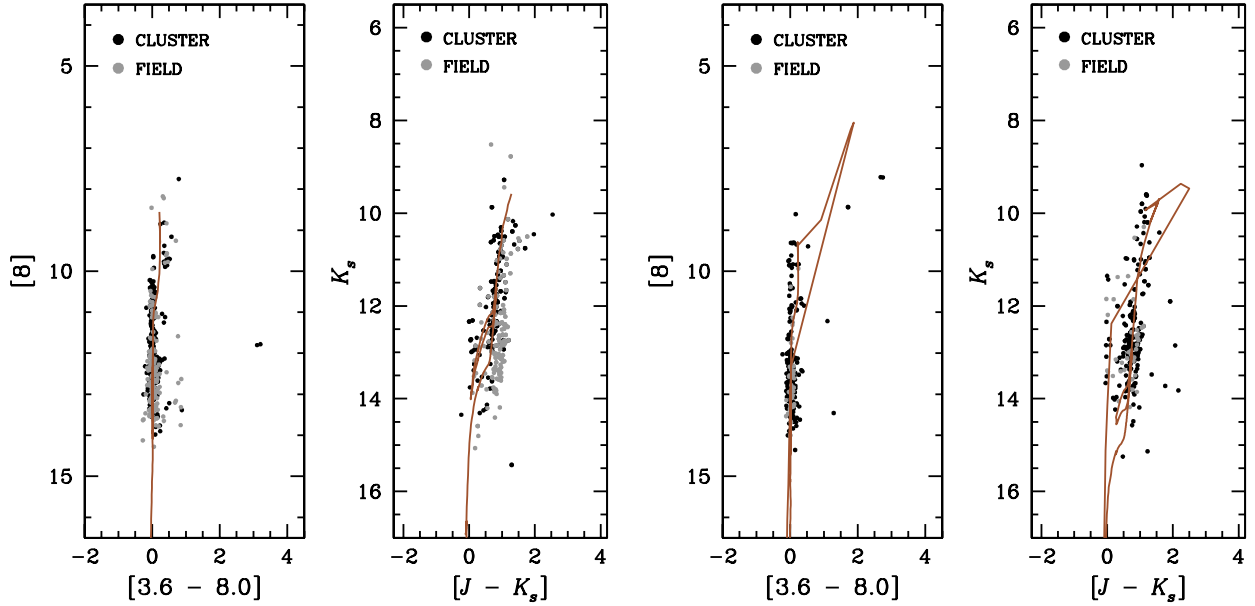 CLUSTER
FIELD
5
10
15
[8]
−2
0
2
4
[3.6 − 8.0]
CLUSTER
FIELD
6
8
10
12
14
16
K_s
−2
0
2
4
[J − K_s]
CLUSTER
FIELD
5
10
15
[8]
−2
0
2
4
[3.6 − 8.0]
CLUSTER
FIELD
6
8
10
12
14
16
K_s
−2
0
2
4
[J − K_s]